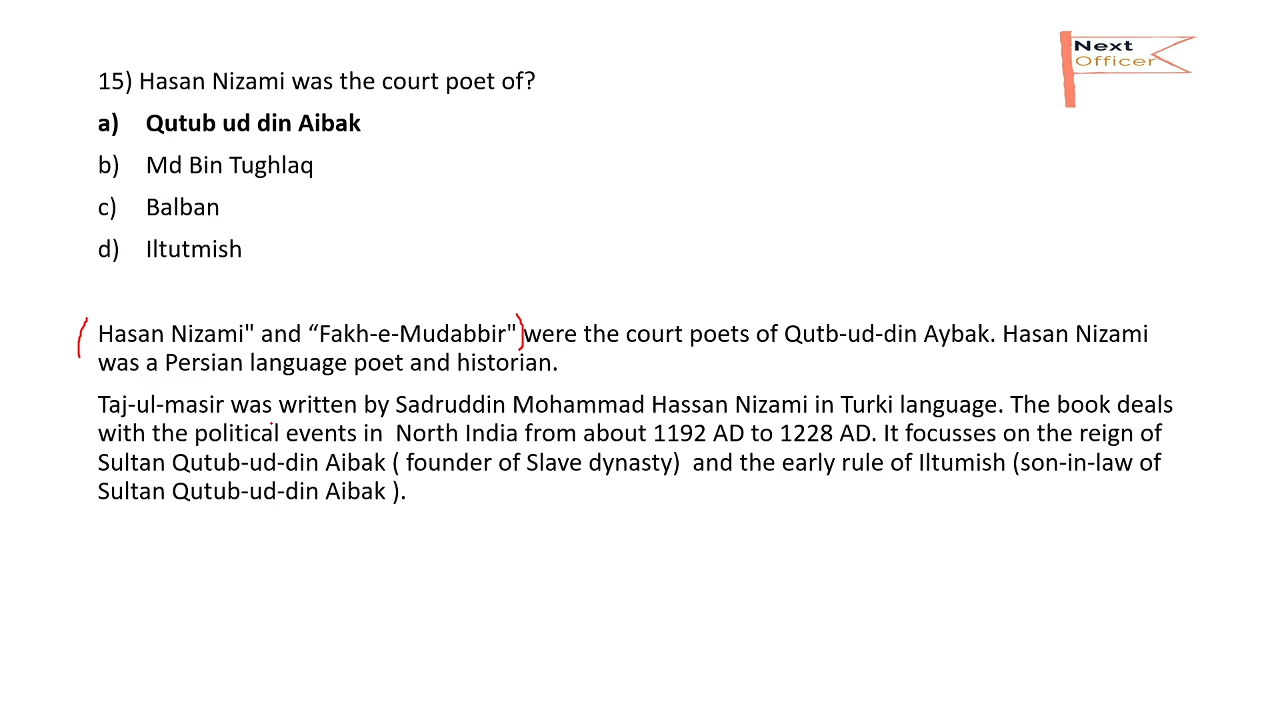 Next
Officer
15) Hasan Nizami was the court poet of?
a) Qutub ud din Aibak
b) Md Bin Tughlaq
c) Balban
d) Iltutmish
Hasan Nizami" and “Fakh-e-Mudabbir" were the court poets of Qutb-ud-din Aybak. Hasan Nizami
was a Persian language poet and historian.
Taj-ul-masir was written by Sadruddin Mohammad Hassan Nizami in Turki language. The book deals
with the political events in  North India from about 1192 AD to 1228 AD. It focusses on the reign of
Sultan Qutub-ud-din Aibak ( founder of Slave dynasty)  and the early rule of Iltumish (son-in-law of
Sultan Qutub-ud-din Aibak ).